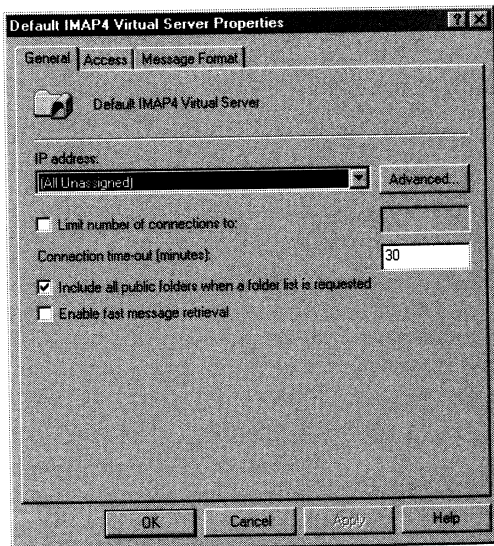 Default IMAP4 Virtual Server Properties
General Access Message Format
Default IMAP4 Virtual Server
IP address:
(All Unassigned)
Advanced...
Limit number of connections to:
Connection time-out (minutes):
30
Include all public folders when a folder list is requested
Enable fast message retrieval
OK Cancel Apply Help